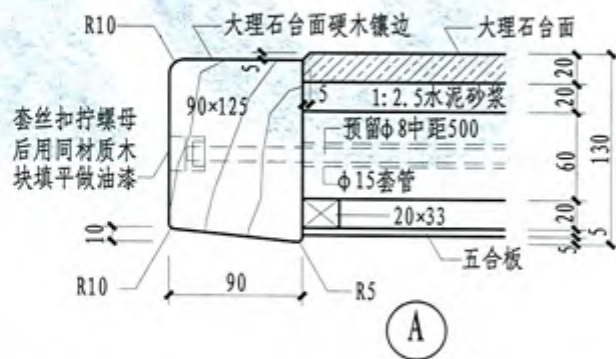 R10
大理石台面硬木镶边
大理石台面
5
20
90×125
5
1:2.5水泥砂浆
20
套丝扣拧螺母
后用同材质木
块填平做油漆
预留ф8中距500
60
130
ф15套管
20×33
20
10
5
5
五合板
R10
90
R5
A